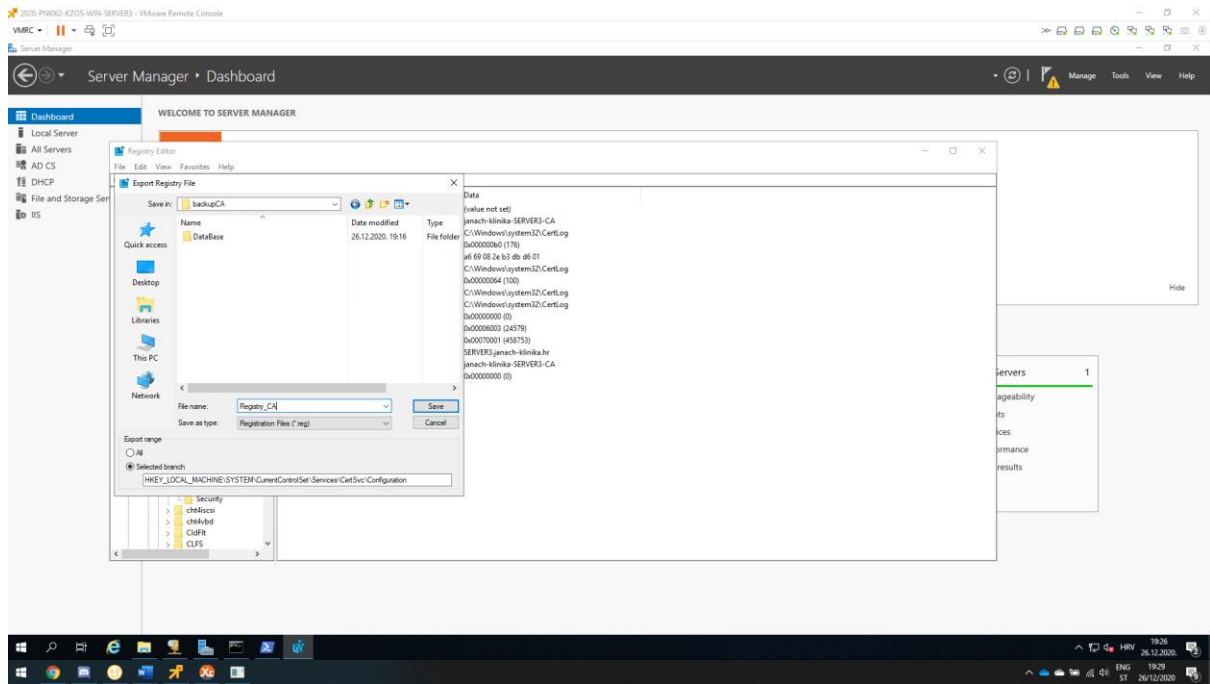 2020-PNI062-KZOS-WIN-SERVER3 - VMware Remote Console
VMRC
Server Manager
Server Manager • Dashboard
Manage Tools View Help
Dashboard
Local Server
All Servers
AD CS
DHCP
File and Storage Ser
IIS
WELCOME TO SERVER MANAGER
Registry Editor
File Edit View Favorites Help
Export Registry File
Save in: backupCA
Name Date modified Type
DataBase 26.12.2020. 19:16 File folder
Quick access
Desktop
Libraries
This PC
Network
File name: Registry_CA
Save
Save as type: Registration Files (*.reg)
Cancel
Export range
All
Selected branch
HKEY_LOCAL_MACHINE\SYSTEM\CurrentControlSet\Services\CertSvc\Configuration
Data
(value not set)
janach-klinika-SERVER3-CA
C:\Windows\system32\CertLog
0x000000b0 (176)
a6 69 08 2e b3 db d6 01
C:\Windows\system32\CertLog
0x00000064 (100)
C:\Windows\system32\CertLog
C:\Windows\system32\CertLog
0x00000000 (0)
0x00006003 (24579)
0x00070001 (458753)
SERVER3.janach-klinika.hr
janach-klinika-SERVER3-CA
0x00000000 (0)
Security
cht4iscsi
cht4vbd
CldFlt
CLFS
Hide
Servers 1
ageability
ts
ices
ormance
results
HRV
19:26
26.12.2020.
ENG
ST
19:29
26/12/2020